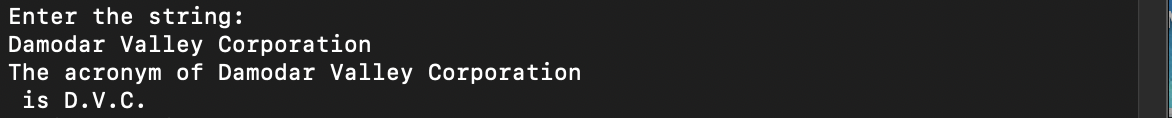 Enter the string:
Damodar Valley Corporation
The acronym of Damodar Valley Corporation
 is D.V.C.